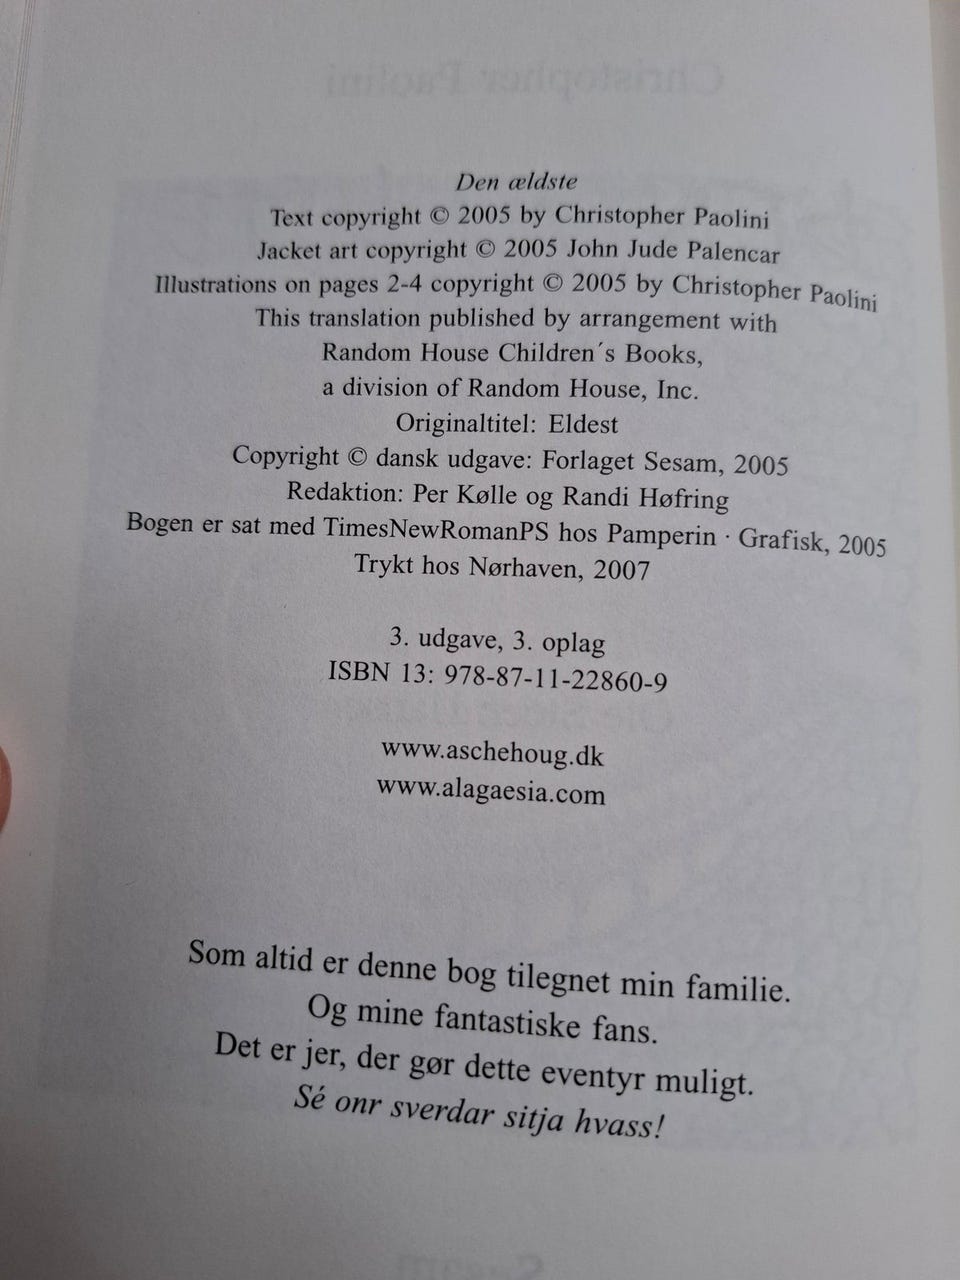 Den ældste
Text copyright © 2005 by Christopher Paolini
Jacket art copyright © 2005 John Jude Palencar
Illustrations on pages 2-4 copyright © 2005 by Christopher Paolini
This translation published by arrangement with
Random House Children´s Books,
a division of Random House, Inc.
Originaltitel: Eldest
Copyright © dansk udgave: Forlaget Sesam, 2005
Redaktion: Per Kølle og Randi Høfring
Bogen er sat med TimesNewRomanPS hos Pamperin · Grafisk, 2005
Trykt hos Nørhaven, 2007
3. udgave, 3. oplag
ISBN 13: 978-87-11-22860-9
www.aschehoug.dk
www.alagaesia.com
Som altid er denne bog tilegnet min familie.
Og mine fantastiske fans.
Det er jer, der gør dette eventyr muligt.
Sé onr sverdar sitja hvass!